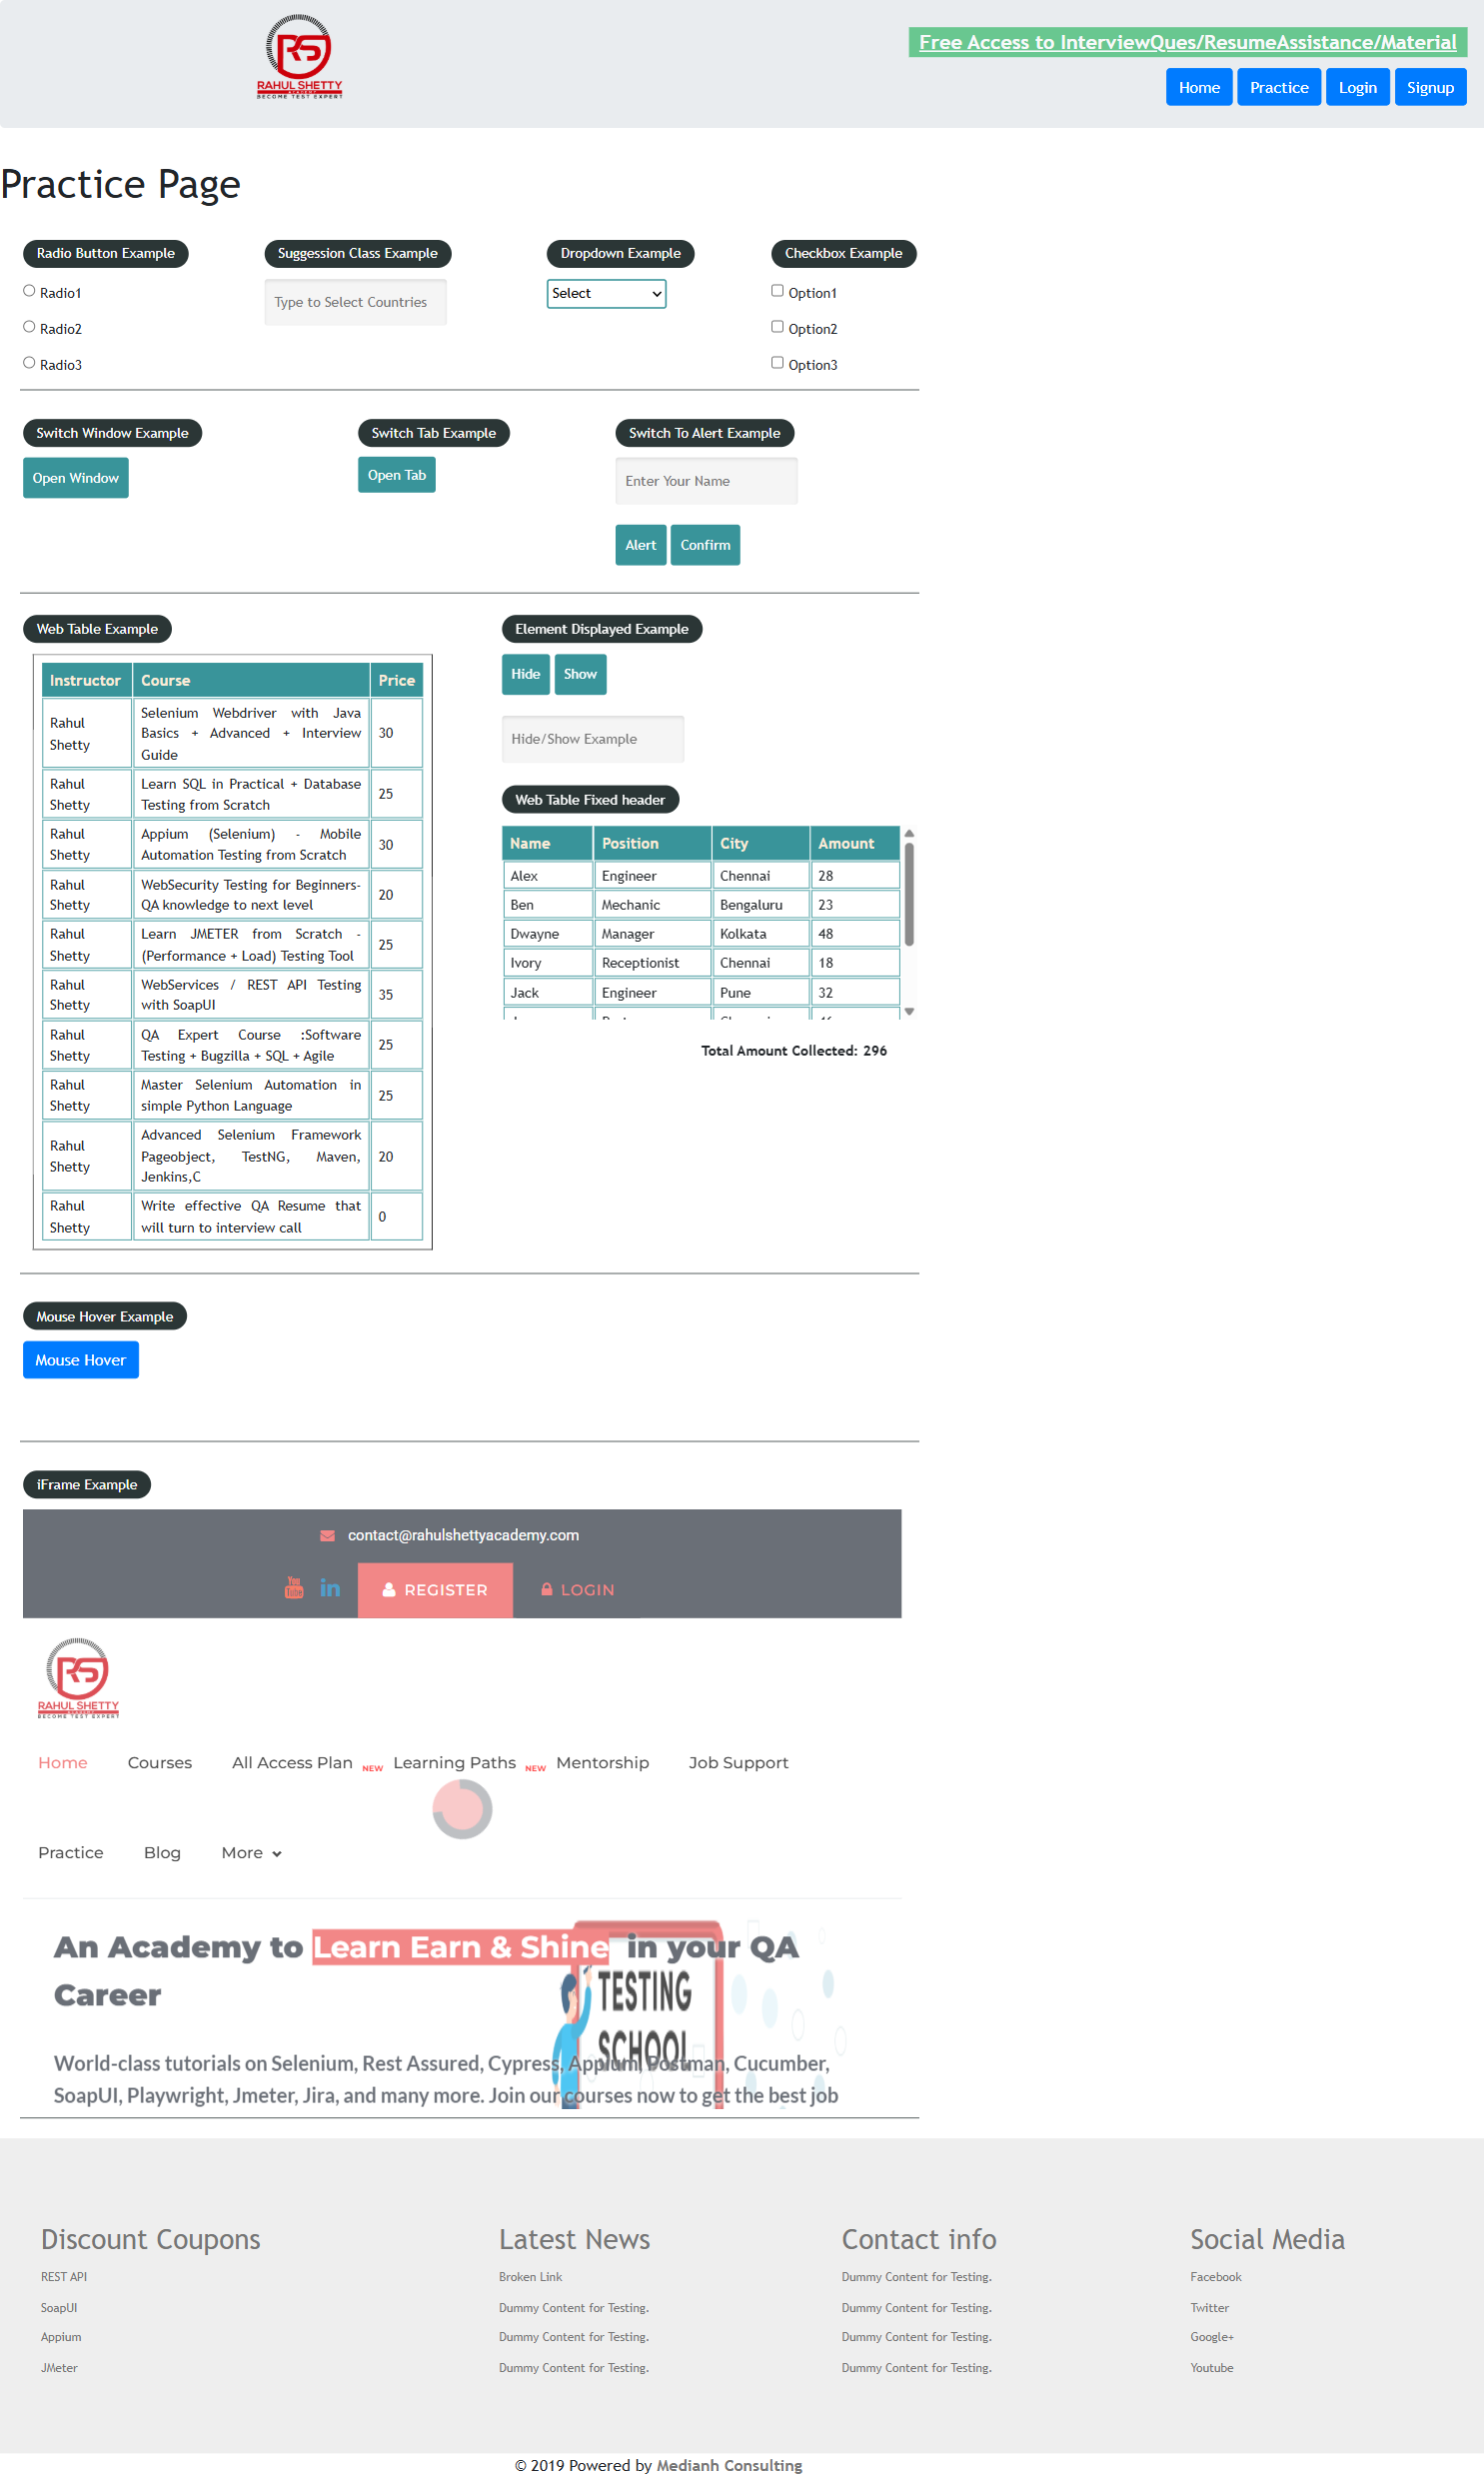 RAHUL SHETTY
ACADEMY
BECOME TEST EXPERT
Free Access to InterviewQues/ResumeAssistance/Material
Home Practice Login Signup
Practice Page
Radio Button Example
Radio1
Radio2
Radio3
Suggession Class Example
Type to Select Countries
Dropdown Example
Select
Checkbox Example
Option1
Option2
Option3
Switch Window Example
Open Window
Switch Tab Example
Open Tab
Switch To Alert Example
Enter Your Name
Alert Confirm
Web Table Example
Instructor Course Price
Rahul Shetty Selenium Webdriver with Java Basics + Advanced + Interview Guide 30
Rahul Shetty Learn SQL in Practical + Database Testing from Scratch 25
Rahul Shetty Appium (Selenium) - Mobile Automation Testing from Scratch 30
Rahul Shetty WebSecurity Testing for Beginners-QA knowledge to next level 20
Rahul Shetty Learn JMETER from Scratch - (Performance + Load) Testing Tool 25
Rahul Shetty WebServices / REST API Testing with SoapUI 35
Rahul Shetty QA Expert Course :Software Testing + Bugzilla + SQL + Agile 25
Rahul Shetty Master Selenium Automation in simple Python Language 25
Rahul Shetty Advanced Selenium Framework Pageobject, TestNG, Maven, Jenkins,C 20
Rahul Shetty Write effective QA Resume that will turn to interview call 0
Element Displayed Example
Hide Show
Hide/Show Example
Web Table Fixed header
Name Position City Amount
Alex Engineer Chennai 28
Ben Mechanic Bengaluru 23
Dwayne Manager Kolkata 48
Ivory Receptionist Chennai 18
Jack Engineer Pune 32
Total Amount Collected: 296
Mouse Hover Example
Mouse Hover
iFrame Example
contact@rahulshettyacademy.com
You Tube in REGISTER LOGIN
RAHUL SHETTY
ACADEMY
BECOME TEST EXPERT
Home Courses All Access Plan NEW Learning Paths NEW Mentorship Job Support
Practice Blog More
An Academy to Learn Earn & Shine in your QA
Career
TESTING
SCHOOL
World-class tutorials on Selenium, Rest Assured, Cypress, Appium, Postman, Cucumber,
SoapUI, Playwright, Jmeter, Jira, and many more. Join our courses now to get the best job
Discount Coupons
REST API
SoapUI
Appium
JMeter
Latest News
Broken Link
Dummy Content for Testing.
Dummy Content for Testing.
Dummy Content for Testing.
Contact info
Dummy Content for Testing.
Dummy Content for Testing.
Dummy Content for Testing.
Dummy Content for Testing.
Social Media
Facebook
Twitter
Google+
Youtube
© 2019 Powered by Medianh Consulting